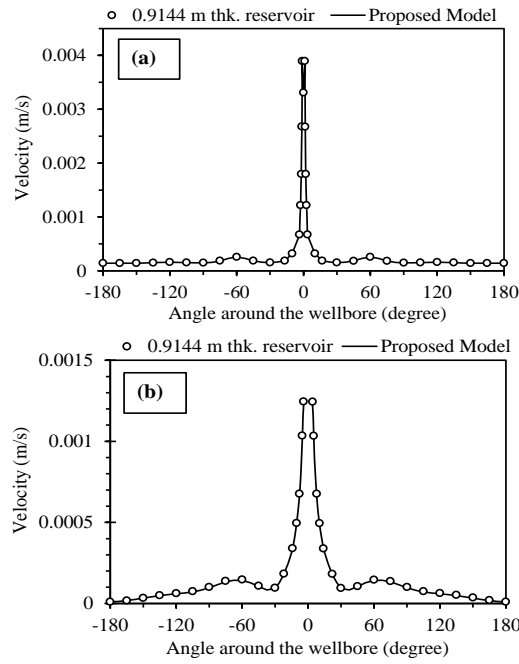 0.9144 m thk. reservoir Proposed Model
(a)
0.004
0.003
0.002
0.001
0
Velocity (m/s)
-180 -120 -60 0 60 120 180
Angle around the wellbore (degree)
0.9144 m thk. reservoir Proposed Model
0.0015
(b)
0.001
0.0005
0
Velocity (m/s)
-180 -120 -60 0 60 120 180
Angle around the wellbore (degree)